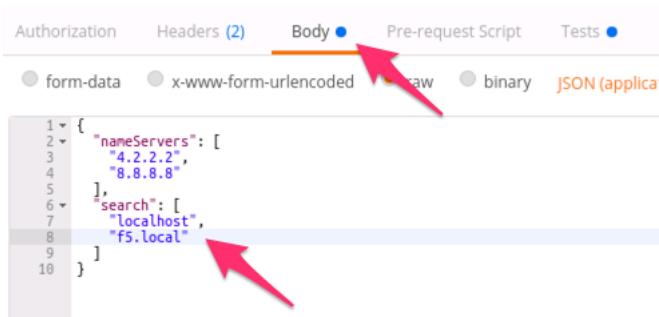 Authorization Headers (2) Body Pre-request Script Tests
form-data x-www-form-urlencoded raw binary JSON (applica
1 {
2 "nameServers": [
3 "4.2.2.2",
4 "8.8.8.8"
5 ],
6 "search": [
7 "localhost",
8 "f5.local"
9 ]
10 }